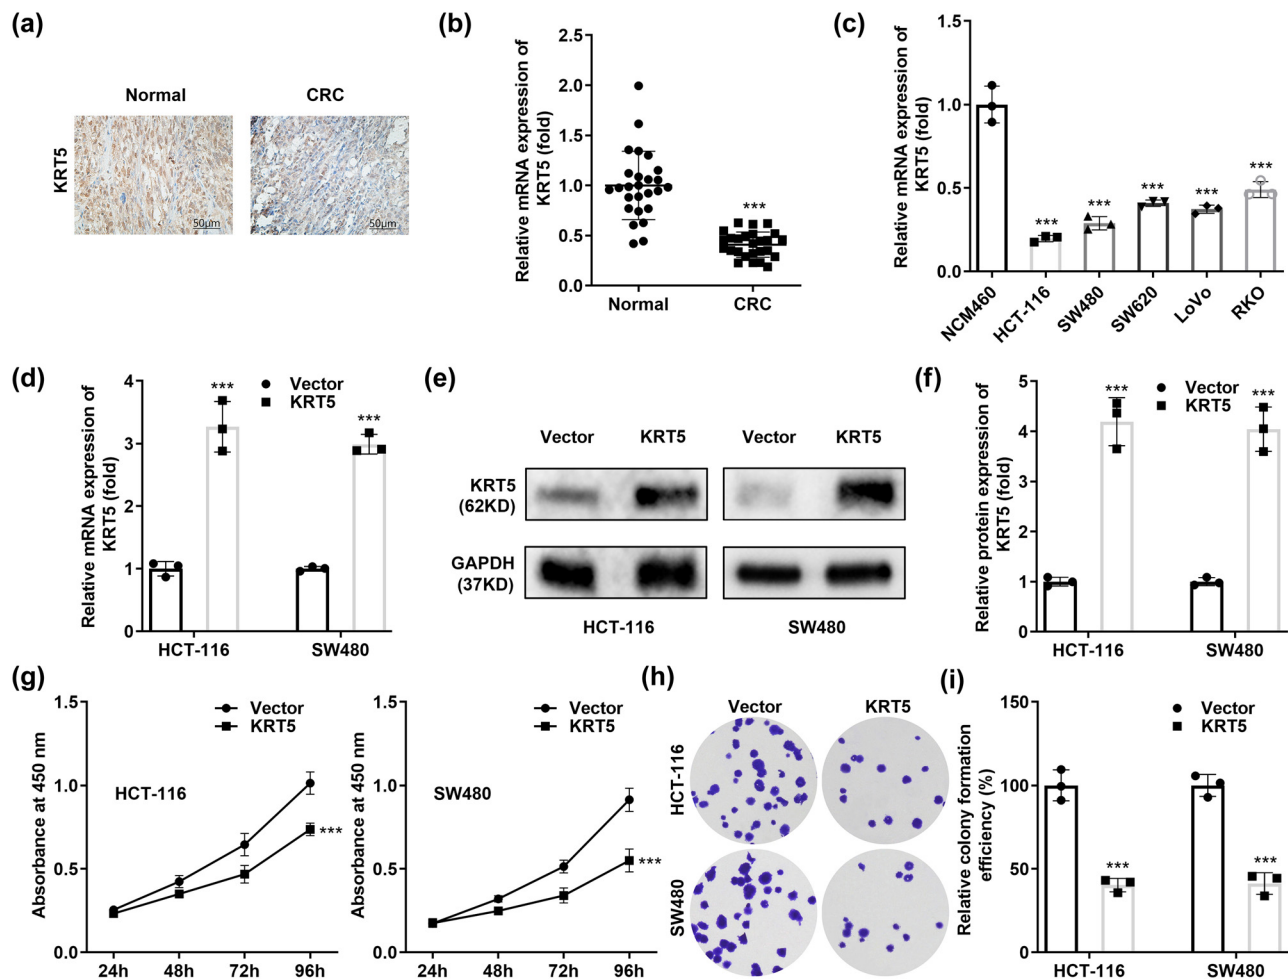 (a)
Normal CRC
KRT5
50μm 50μm
(b)
Relative mRNA expression of
KRT5 (fold)
2.5
2.0
1.5
1.0
0.5
0.0
***
Normal CRC
(c)
Relative mRNA expression of
KRT5 (fold)
1.5
1.0
0.5
0.0
*** *** *** *** ***
NCM460 HCT-116 SW480 SW620 LoVo RKO
(d)
Relative mRNA expression of
KRT5 (fold)
4
3
2
1
0
Vector
KRT5
*** ***
HCT-116 SW480
(e)
Vector KRT5 Vector KRT5
KRT5
(62KD)
GAPDH
(37KD)
HCT-116 SW480
(f)
Relative protein expression of
KRT5 (fold)
5
4
3
2
1
0
Vector
KRT5
*** ***
HCT-116 SW480
(g)
Absorbance at 450 nm
1.5
1.0
0.5
0.0
Vector
KRT5
HCT-116
***
24h 48h 72h 96h
Absorbance at 450 nm
1.5
1.0
0.5
0.0
Vector
KRT5
SW480
***
24h 48h 72h 96h
(h)
Vector KRT5
HCT-116
SW480
(i)
Relative colony formation
efficiency (%)
150
100
50
0
Vector
KRT5
*** ***
HCT-116 SW480